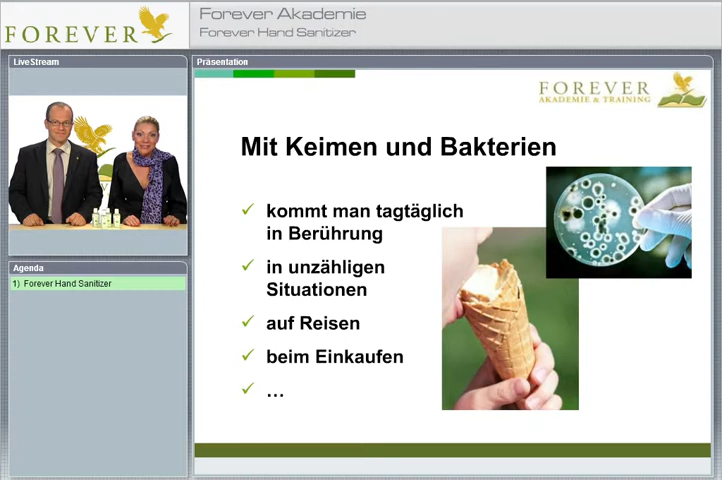 FOREVER
Forever Akademie
Forever Hand Sanitizer
LiveStream
Agenda
1) Forever Hand Sanitizer
Präsentation
FOREVER
AKADEMIE & TRAINING
Mit Keimen und Bakterien
kommt man tagtäglich
in Berührung
in unzähligen
Situationen
auf Reisen
beim Einkaufen
...